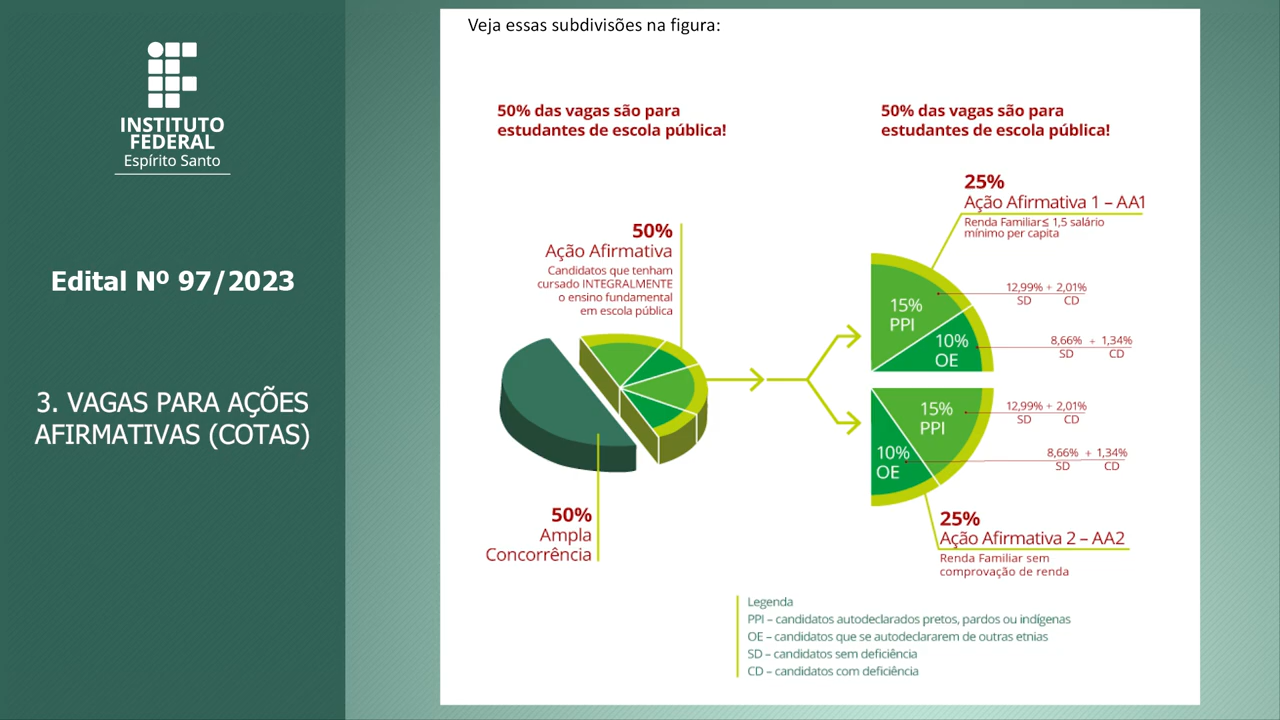 INSTITUTO
FEDERAL
Espírito Santo
Edital Nº 97/2023
3. VAGAS PARA AÇÕES
AFIRMATIVAS (COTAS)
Veja essas subdivisões na figura:
50% das vagas são para
estudantes de escola pública!
50%
Ação Afirmativa
Candidatos que tenham
cursado INTEGRALMENTE
o ensino fundamental
em escola pública
50%
Ampla
Concorrência
50% das vagas são para
estudantes de escola pública!
25%
Ação Afirmativa 1 – AA1
Renda Familiar≤ 1,5 salário
mínimo per capita
15%
PPI
12,99% + 2,01%
SD CD
10%
OE
8,66% + 1,34%
SD CD
15%
PPI
12,99% + 2,01%
SD CD
10%
OE
8,66% + 1,34%
SD CD
25%
Ação Afirmativa 2 – AA2
Renda Familiar sem
comprovação de renda
Legenda
PPI – candidatos autodeclarados pretos, pardos ou indígenas
OE – candidatos que se autodeclararem de outras etnias
SD – candidatos sem deficiência
CD – candidatos com deficiência